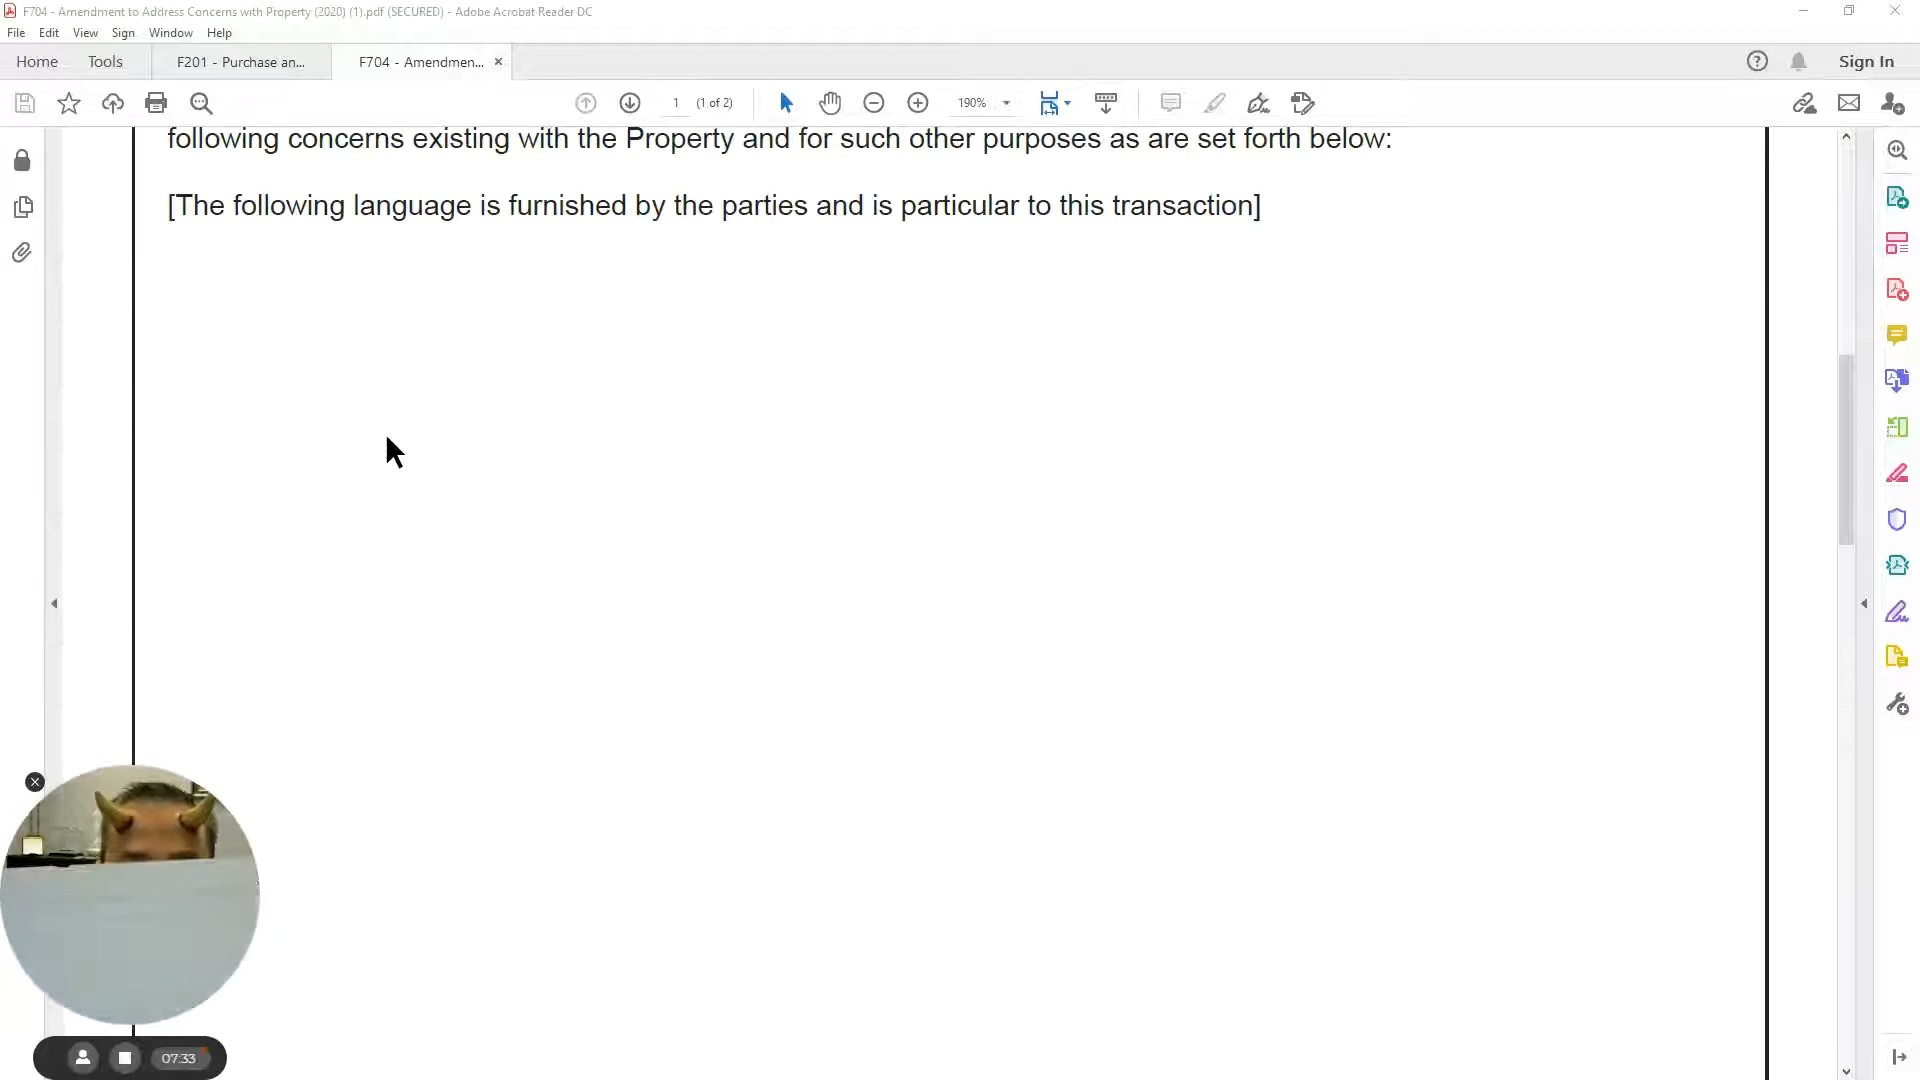 F704 - Amendment to Address Concerns with Property (2020) (1).pdf (SECURED) - Adobe Acrobat Reader DC
File Edit View Sign Window Help
Home Tools F201 - Purchase an... F704 - Amendmen... Sign In
1 (1 of 2) 190%
following concerns existing with the Property and for such other purposes as are set forth below:
[The following language is furnished by the parties and is particular to this transaction]
07:33